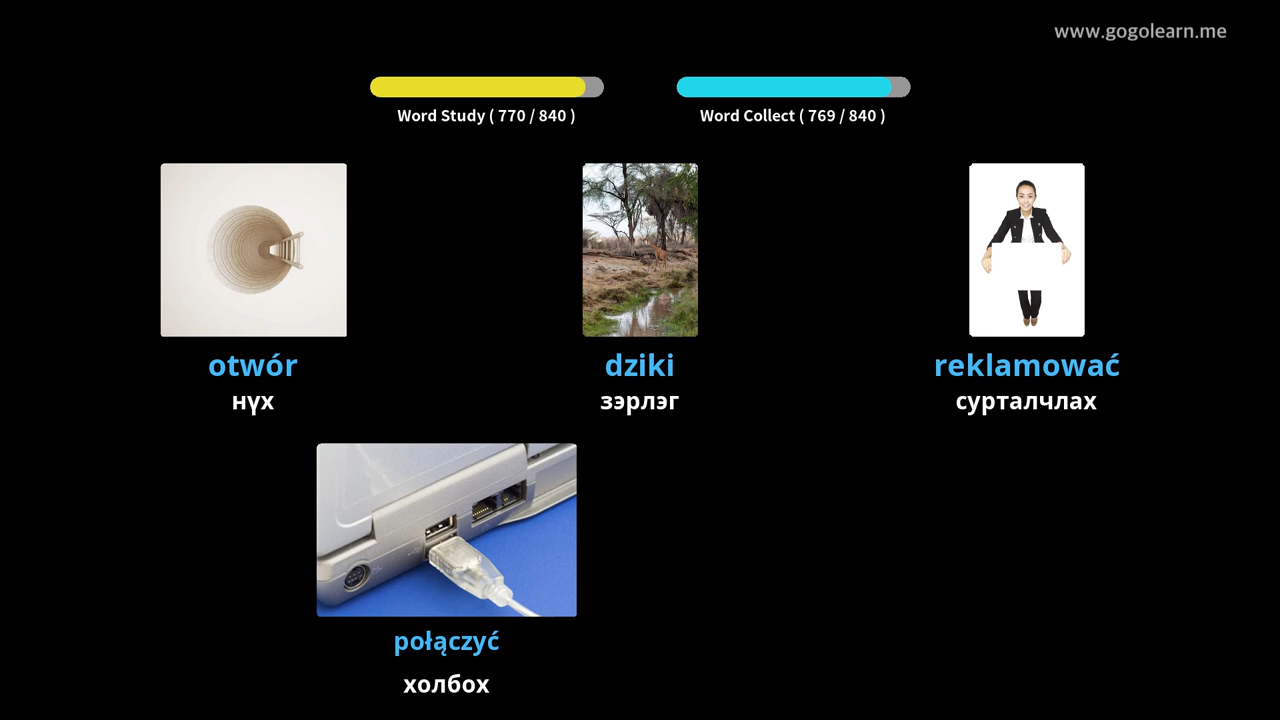 www.gogolearn.me
Word Study ( 770 / 840 )
Word Collect ( 769 / 840 )
otwór
нүх
dziki
зэрлэг
reklamować
сурталчлах
połączyć
холбох